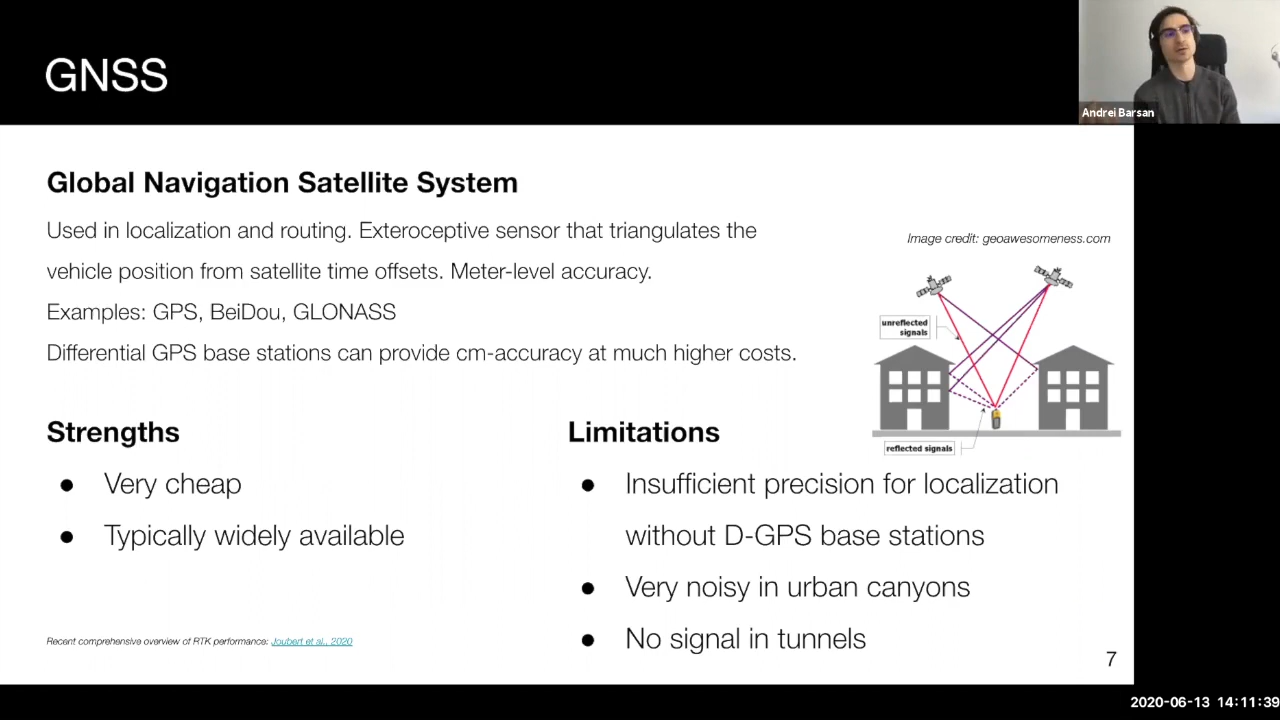 GNSS
Andrei Barsan
Global Navigation Satellite System
Used in localization and routing. Exteroceptive sensor that triangulates the
vehicle position from satellite time offsets. Meter-level accuracy.
Examples: GPS, BeiDou, GLONASS
Differential GPS base stations can provide cm-accuracy at much higher costs.
Image credit: geoawesomeness.com
unreflected
signals
reflected signals
Strengths
● Very cheap
● Typically widely available
Limitations
● Insufficient precision for localization
without D-GPS base stations
● Very noisy in urban canyons
● No signal in tunnels
Recent comprehensive overview of RTK performance: Joubert et al., 2020
7
2020-06-13 14:11:39